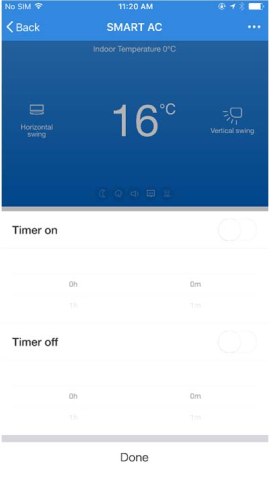 No SIM 11:20 AM
Back SMART AC ...
Indoor Temperature 0°C
16°C
Horizontal swing
Vertical swing
Timer on
0h 0m
1h 1m
Timer off
0h 0m
1h 1m
Done